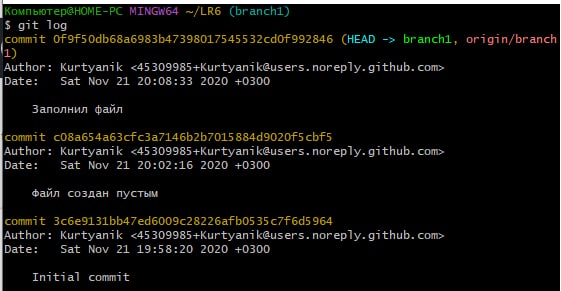 Компьютер@HOME-PC MINGW64 ~/LR6 (branch1)
$ git log
commit 0f9f50db68a6983b47398017545532cd0f992846 (HEAD -> branch1, origin/branch
1)
Author: Kurtyanik <45309985+Kurtyanik@users.noreply.github.com>
Date:   Sat Nov 21 20:08:33 2020 +0300
Заполнил файл
commit c08a654a63cfc3a7146b2b7015884d9020f5cbf5
Author: Kurtyanik <45309985+Kurtyanik@users.noreply.github.com>
Date:   Sat Nov 21 20:02:16 2020 +0300
Файл создан пустым
commit 3c6e9131bb47ed6009c28226afb0535c7f6d5964
Author: Kurtyanik <45309985+Kurtyanik@users.noreply.github.com>
Date:   Sat Nov 21 19:58:20 2020 +0300
Initial commit